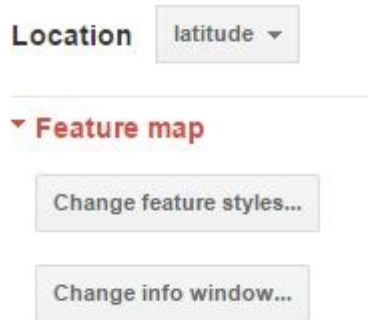 Location latitude
Feature map
Change feature styles...
Change info window...